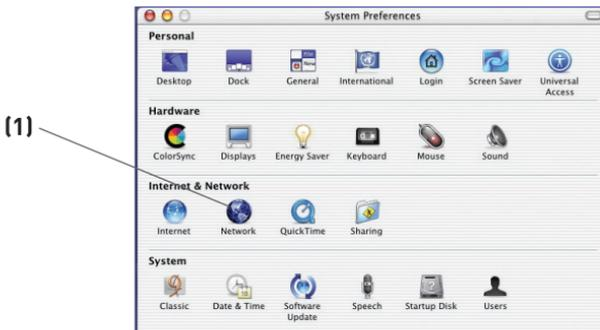 System Preferences
Personal
Desktop Dock General International Login Screen Saver Universal Access
(1)
Hardware
ColorSync Displays Energy Saver Keyboard Mouse Sound
Internet & Network
Internet Network QuickTime Sharing
System
Classic Date & Time Software Update Speech Startup Disk Users